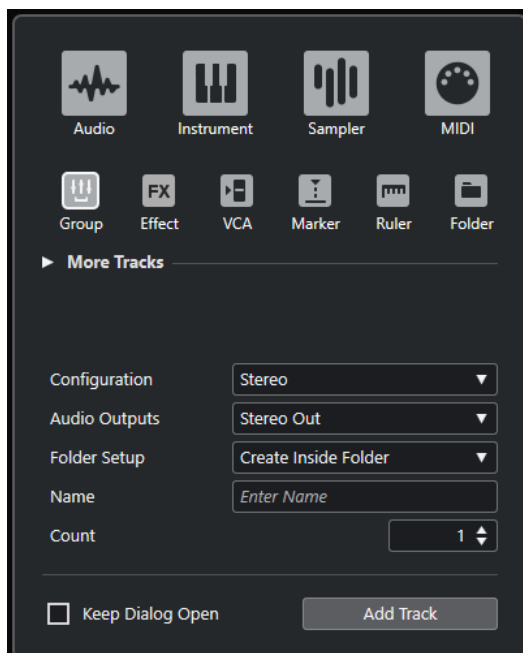 Audio Instrument Sampler MIDI
FX
Group Effect VCA Marker Ruler Folder
More Tracks
Configuration Stereo
Audio Outputs Stereo Out
Folder Setup Create Inside Folder
Name Enter Name
Count 1
Keep Dialog Open Add Track